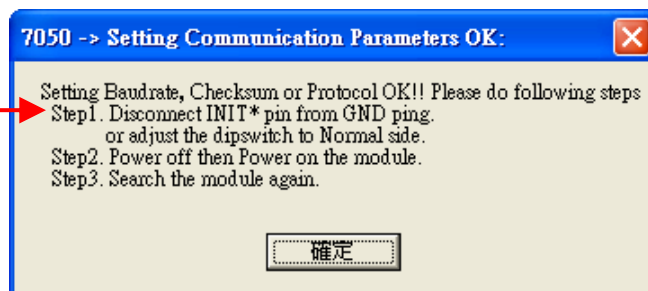 7050 -> Setting Communication Parameters OK:
Setting Baudrate, Checksum or Protocol OK!! Please do following steps
Step1. Disconnect INIT* pin from GND ping.
or adjust the dipswitch to Normal side.
Step2. Power off then Power on the module.
Step3. Search the module again.
確定